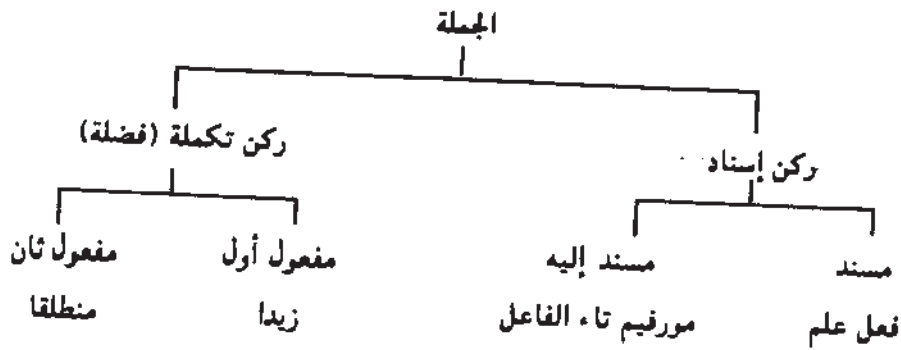 الجملة
ركن إسناد
ركن تكملة (فضلة)
مسند
مسند إليه
مفعول أول
مفعول ثان
فعل علم
مورفيم تاء الفاعل
زيدا
منطلقا